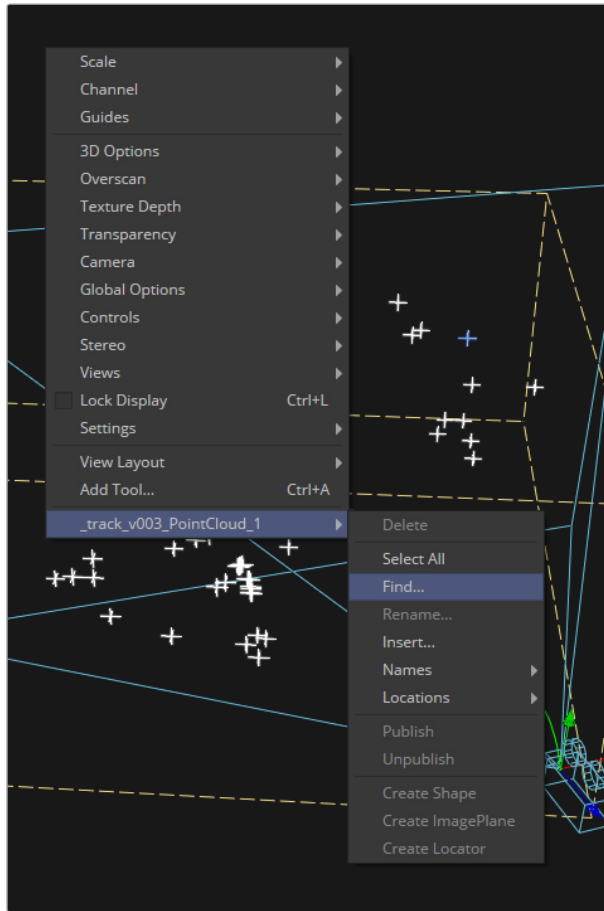 Scale
Channel
Guides
3D Options
Overscan
Texture Depth
Transparency
Camera
Global Options
Controls
Stereo
Views
Lock Display Ctrl+L
Settings
View Layout
Add Tool... Ctrl+A
_track_v003_PointCloud_1
Delete
Select All
Find...
Rename...
Insert...
Names
Locations
Publish
Unpublish
Create Shape
Create ImagePlane
Create Locator